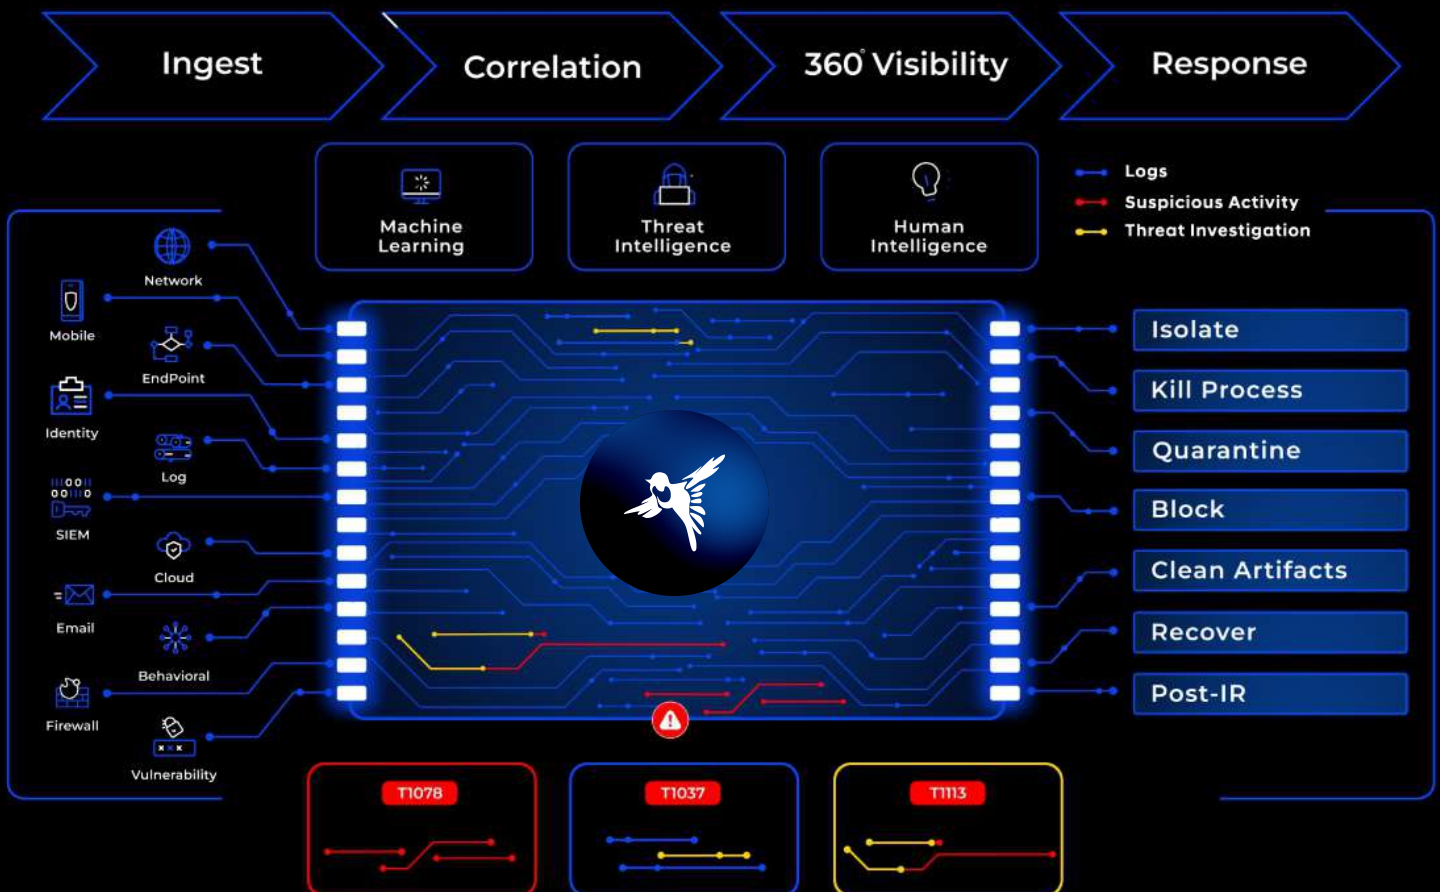 Ingest
Correlation
360° Visibility
Response
Machine
Learning
Threat
Intelligence
Human
Intelligence
Logs
Suspicious Activity
Threat Investigation
Network
Mobile
EndPoint
Identity
Log
SIEM
Cloud
Email
Behavioral
Firewall
Vulnerability
Isolate
Kill Process
Quarantine
Block
Clean Artifacts
Recover
Post-IR
T1078
T1037
T1113